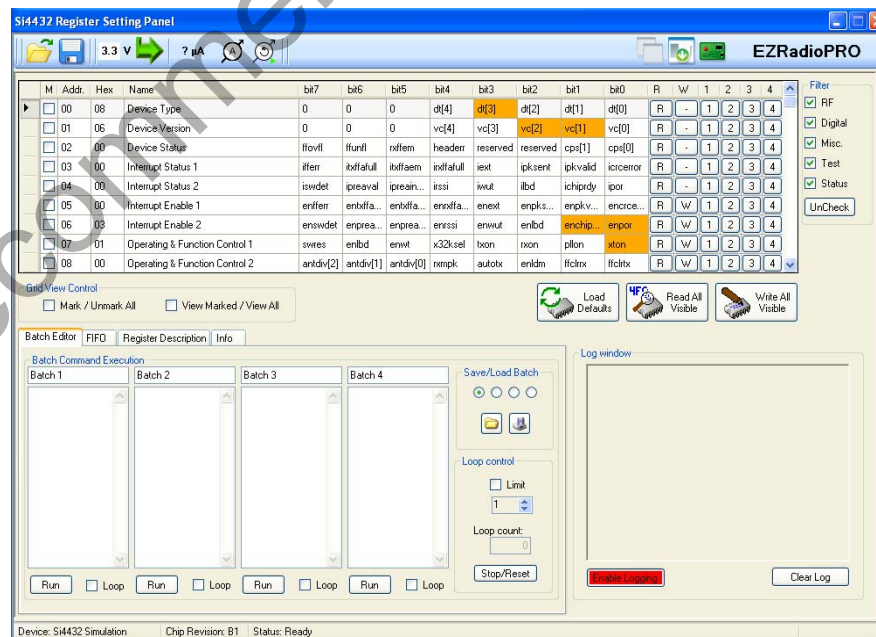 Si4432 Register Setting Panel
3.3 V ? µA A EZRadioPRO
M Addr. Hex Name bit7 bit6 bit5 bit4 bit3 bit2 bit1 bit0 R W 1 2 3 4
00 08 Device Type 0 0 0 dt[4] dt[3] dt[2] dt[1] dt[0] R - 1 2 3 4
01 06 Device Version 0 0 0 vc[4] vc[3] vc[2] vc[1] vc[0] R - 1 2 3 4
02 00 Device Status ffovfl ffunfl rxffem headerr reserved reserved cps[1] cps[0] R - 1 2 3 4
03 00 Interrupt Status 1 ifferr itxffafull itxffaem irxffafull iext ipksent ipkvalid icrcerror R - 1 2 3 4
04 00 Interrupt Status 2 iswdet ipreaval ipreain... irssi iwut ilbd ichiprdy ipor R - 1 2 3 4
05 00 Interrupt Enable 1 enfferr entxffa... entxffa... enrxffa... enext enpks... enpkv... encrce... R W 1 2 3 4
06 03 Interrupt Enable 2 enswdet enprea... enprea... enrssi enwut enlbd enchip... enpor R W 1 2 3 4
07 01 Operating & Function Control 1 swres enlbd enwt x32ksel txon rxon pllon xton R W 1 2 3 4
08 00 Operating & Function Control 2 antdiv[2] antdiv[1] antdiv[0] rxmpk autotx enldm ffclrrx ffclrtx R W 1 2 3 4
Filter
RF
Digital
Misc.
Test
Status
UnCheck
Grid View Control
Mark / Unmark All View Marked / View All
Load Defaults
4F6 Read All Visible
Write All Visible
Batch Editor FIFO Register Description Info
Batch Command Execution
Batch 1 Batch 2 Batch 3 Batch 4
Run Loop Run Loop Run Loop Run Loop
Save/Load Batch
Loop control
Limit
1
Loop count:
0
Stop/Reset
Log window
Enable Logging Clear Log
Device: Si4432 Simulation Chip Revision: B1 Status: Ready
ecomme